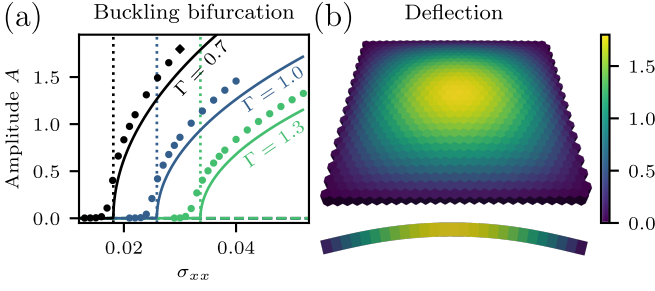 (a) Buckling bifurcation
Amplitude A
1.5
1.0
0.5
0.0
0.02
0.04
σxx
Γ = 0.7
Γ = 1.0
Γ = 1.3
(b) Deflection
1.5
1.0
0.5
0.0